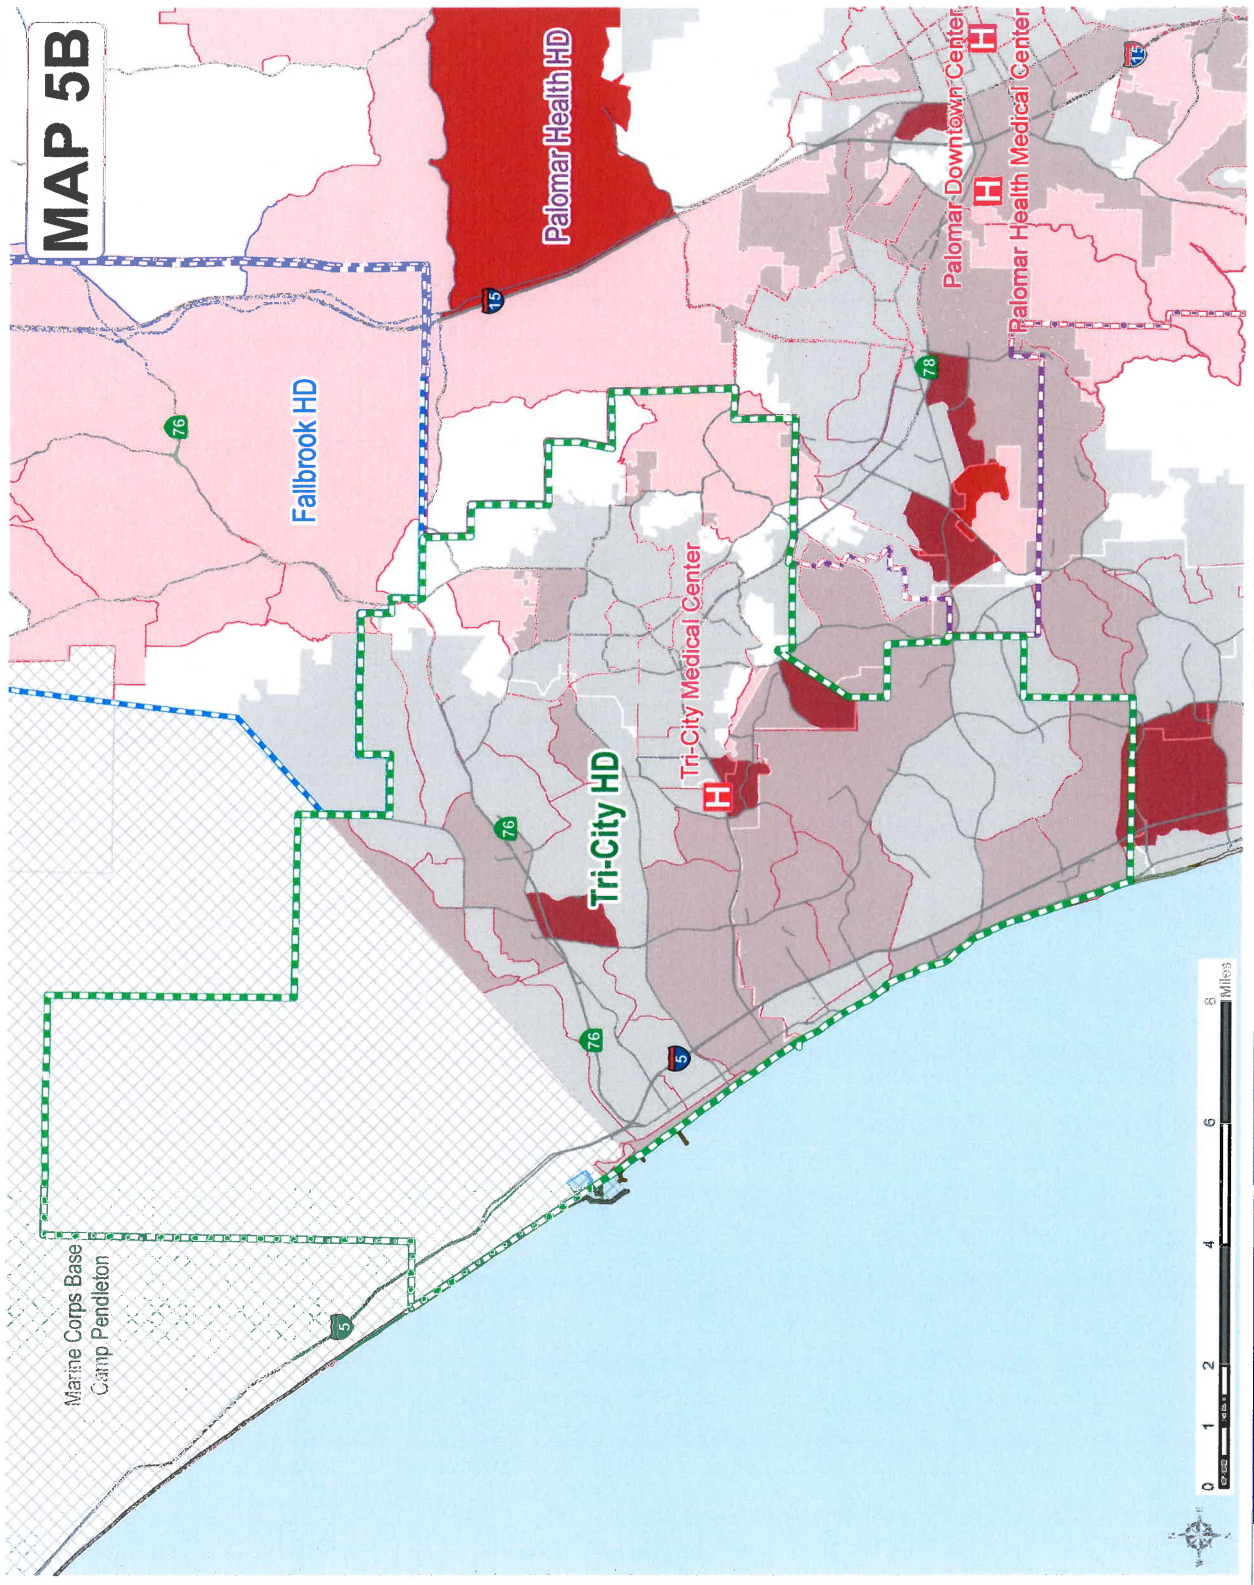 MAP 5B
76
Fallbrook HD
15
Palomar Health HD
Marine Corps Base
Camp Pendleton
5
76
76
Tri-City HD
5
Tri-City Medical Center
H
78
Palomar Downtown Center
H
H
Palomar Health Medical Center
15
0 1 2 4 6 8
Miles